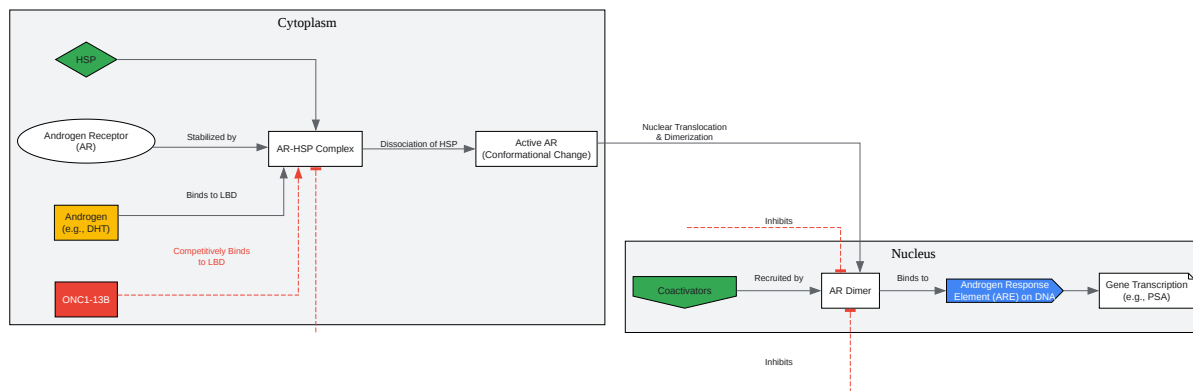 Cytoplasm
HSP
Androgen Receptor
(AR)
Stabilized by
AR-HSP Complex
Dissociation of HSP
Active AR
(Conformational Change)
Nuclear Translocation
& Dimerization
Binds to LBD
Androgen
(e.g., DHT)
Competitively Binds
to LBD
ONC1-13B
Inhibits
Nucleus
Coactivators
Recruited by
AR Dimer
Binds to
Androgen Response
Element (ARE) on DNA
Gene Transcription
(e.g., PSA)
Inhibits